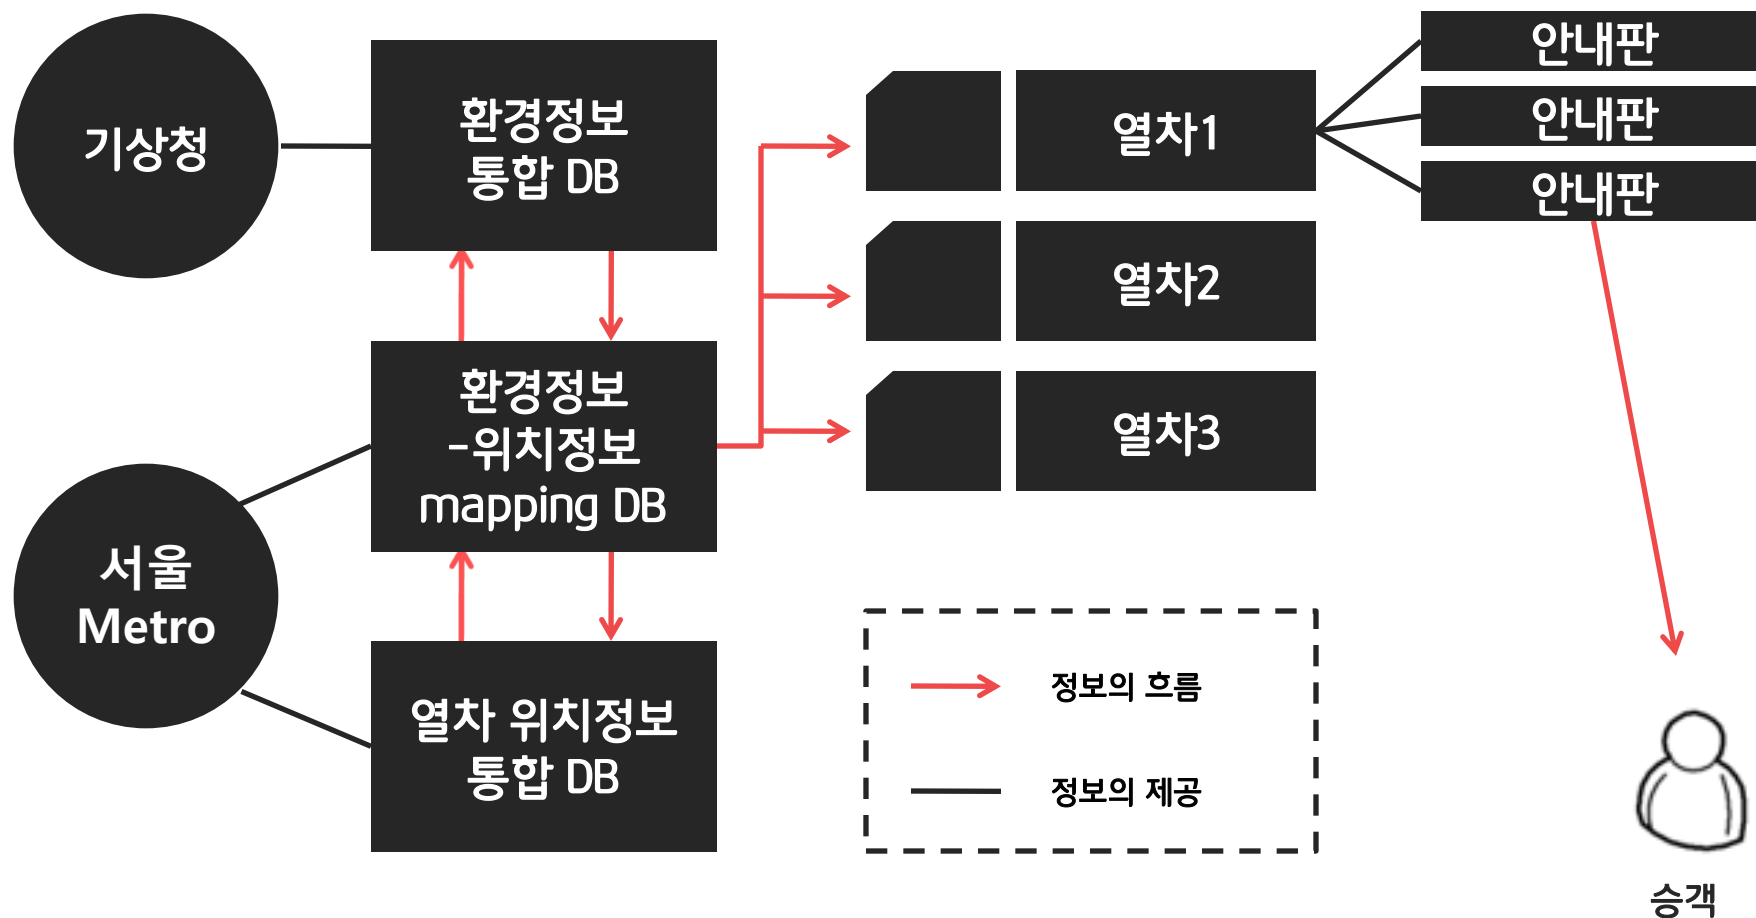 기상청
환경정보
통합 DB
환경정보
-위치정보
mapping DB
서울
Metro
열차 위치정보
통합 DB
열차1
열차2
열차3
안내판
안내판
안내판
정보의 흐름
정보의 제공
승객